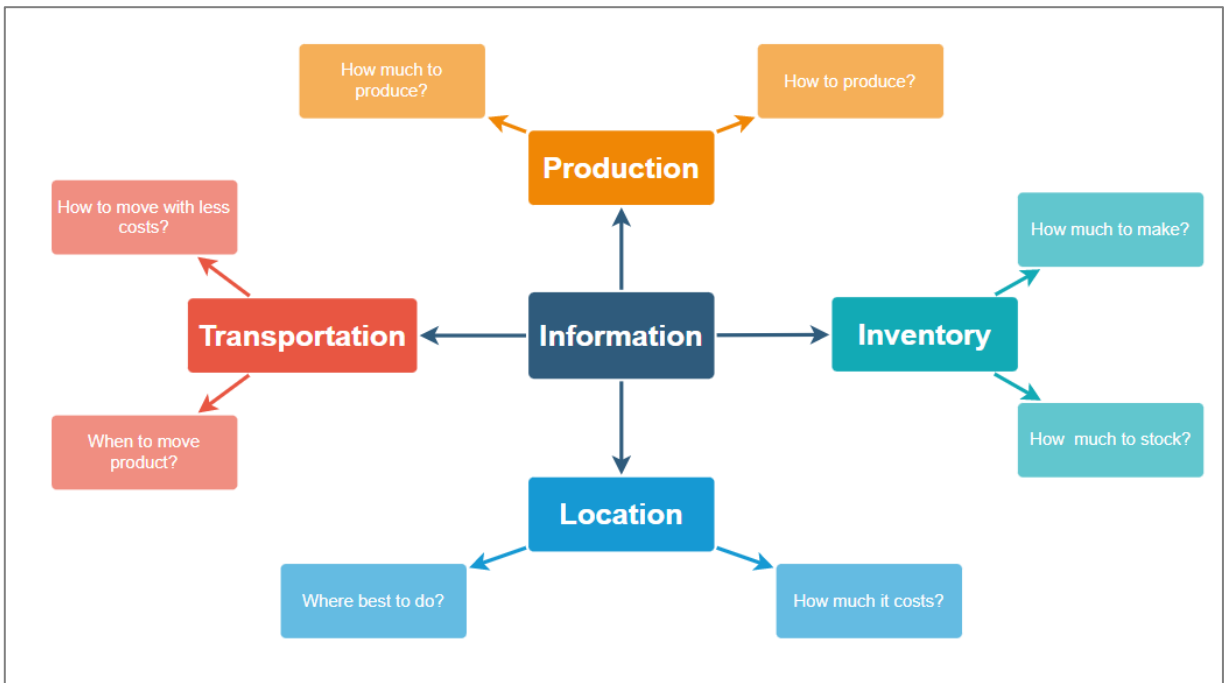 How much to
produce?
How to produce?
Production
How to move with less
costs?
How much to make?
Transportation
Information
Inventory
When to move
product?
How  much to stock?
Location
Where best to do?
How much it costs?